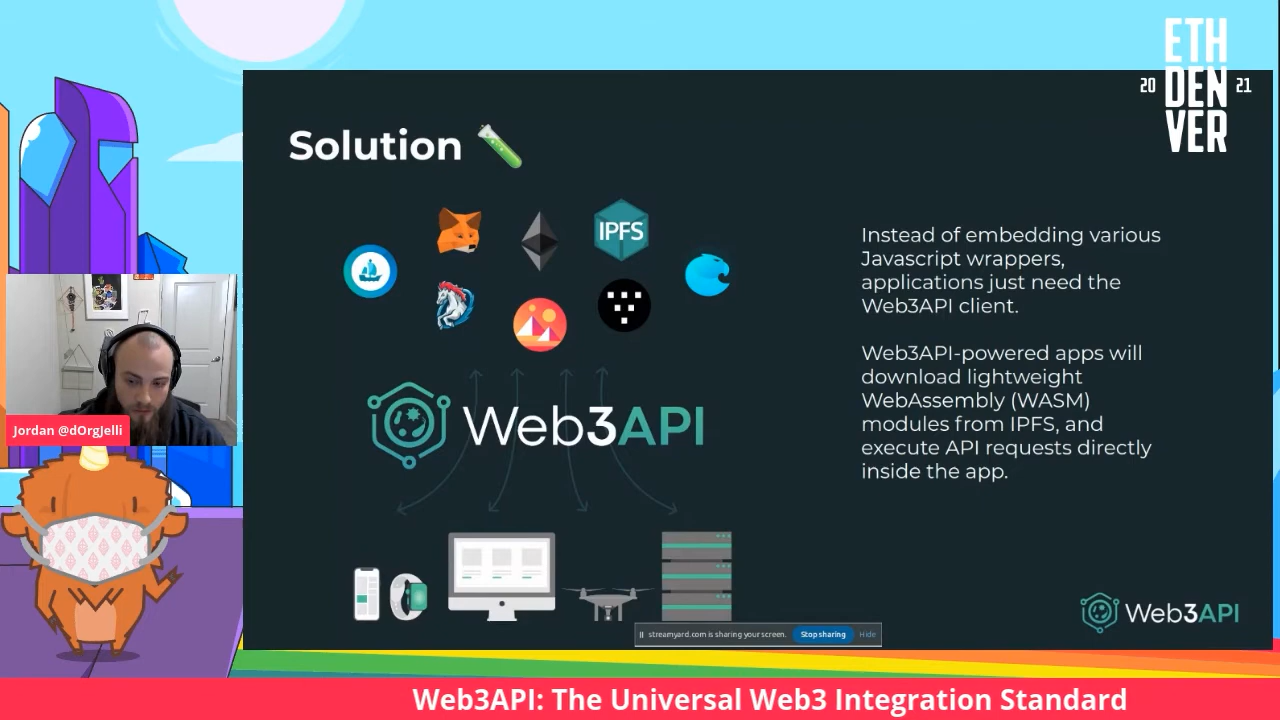 ETH
20 DEN 21
VER
Solution
IPFS
Instead of embedding various
Javascript wrappers,
applications just need the
Web3API client.
Web3API-powered apps will
download lightweight
WebAssembly (WASM)
modules from IPFS, and
execute API requests directly
inside the app.
Web3API
Jordan @dOrgJelli
Web3API
streamyard.com is sharing your screen. Stop sharing Hide
Web3API: The Universal Web3 Integration Standard